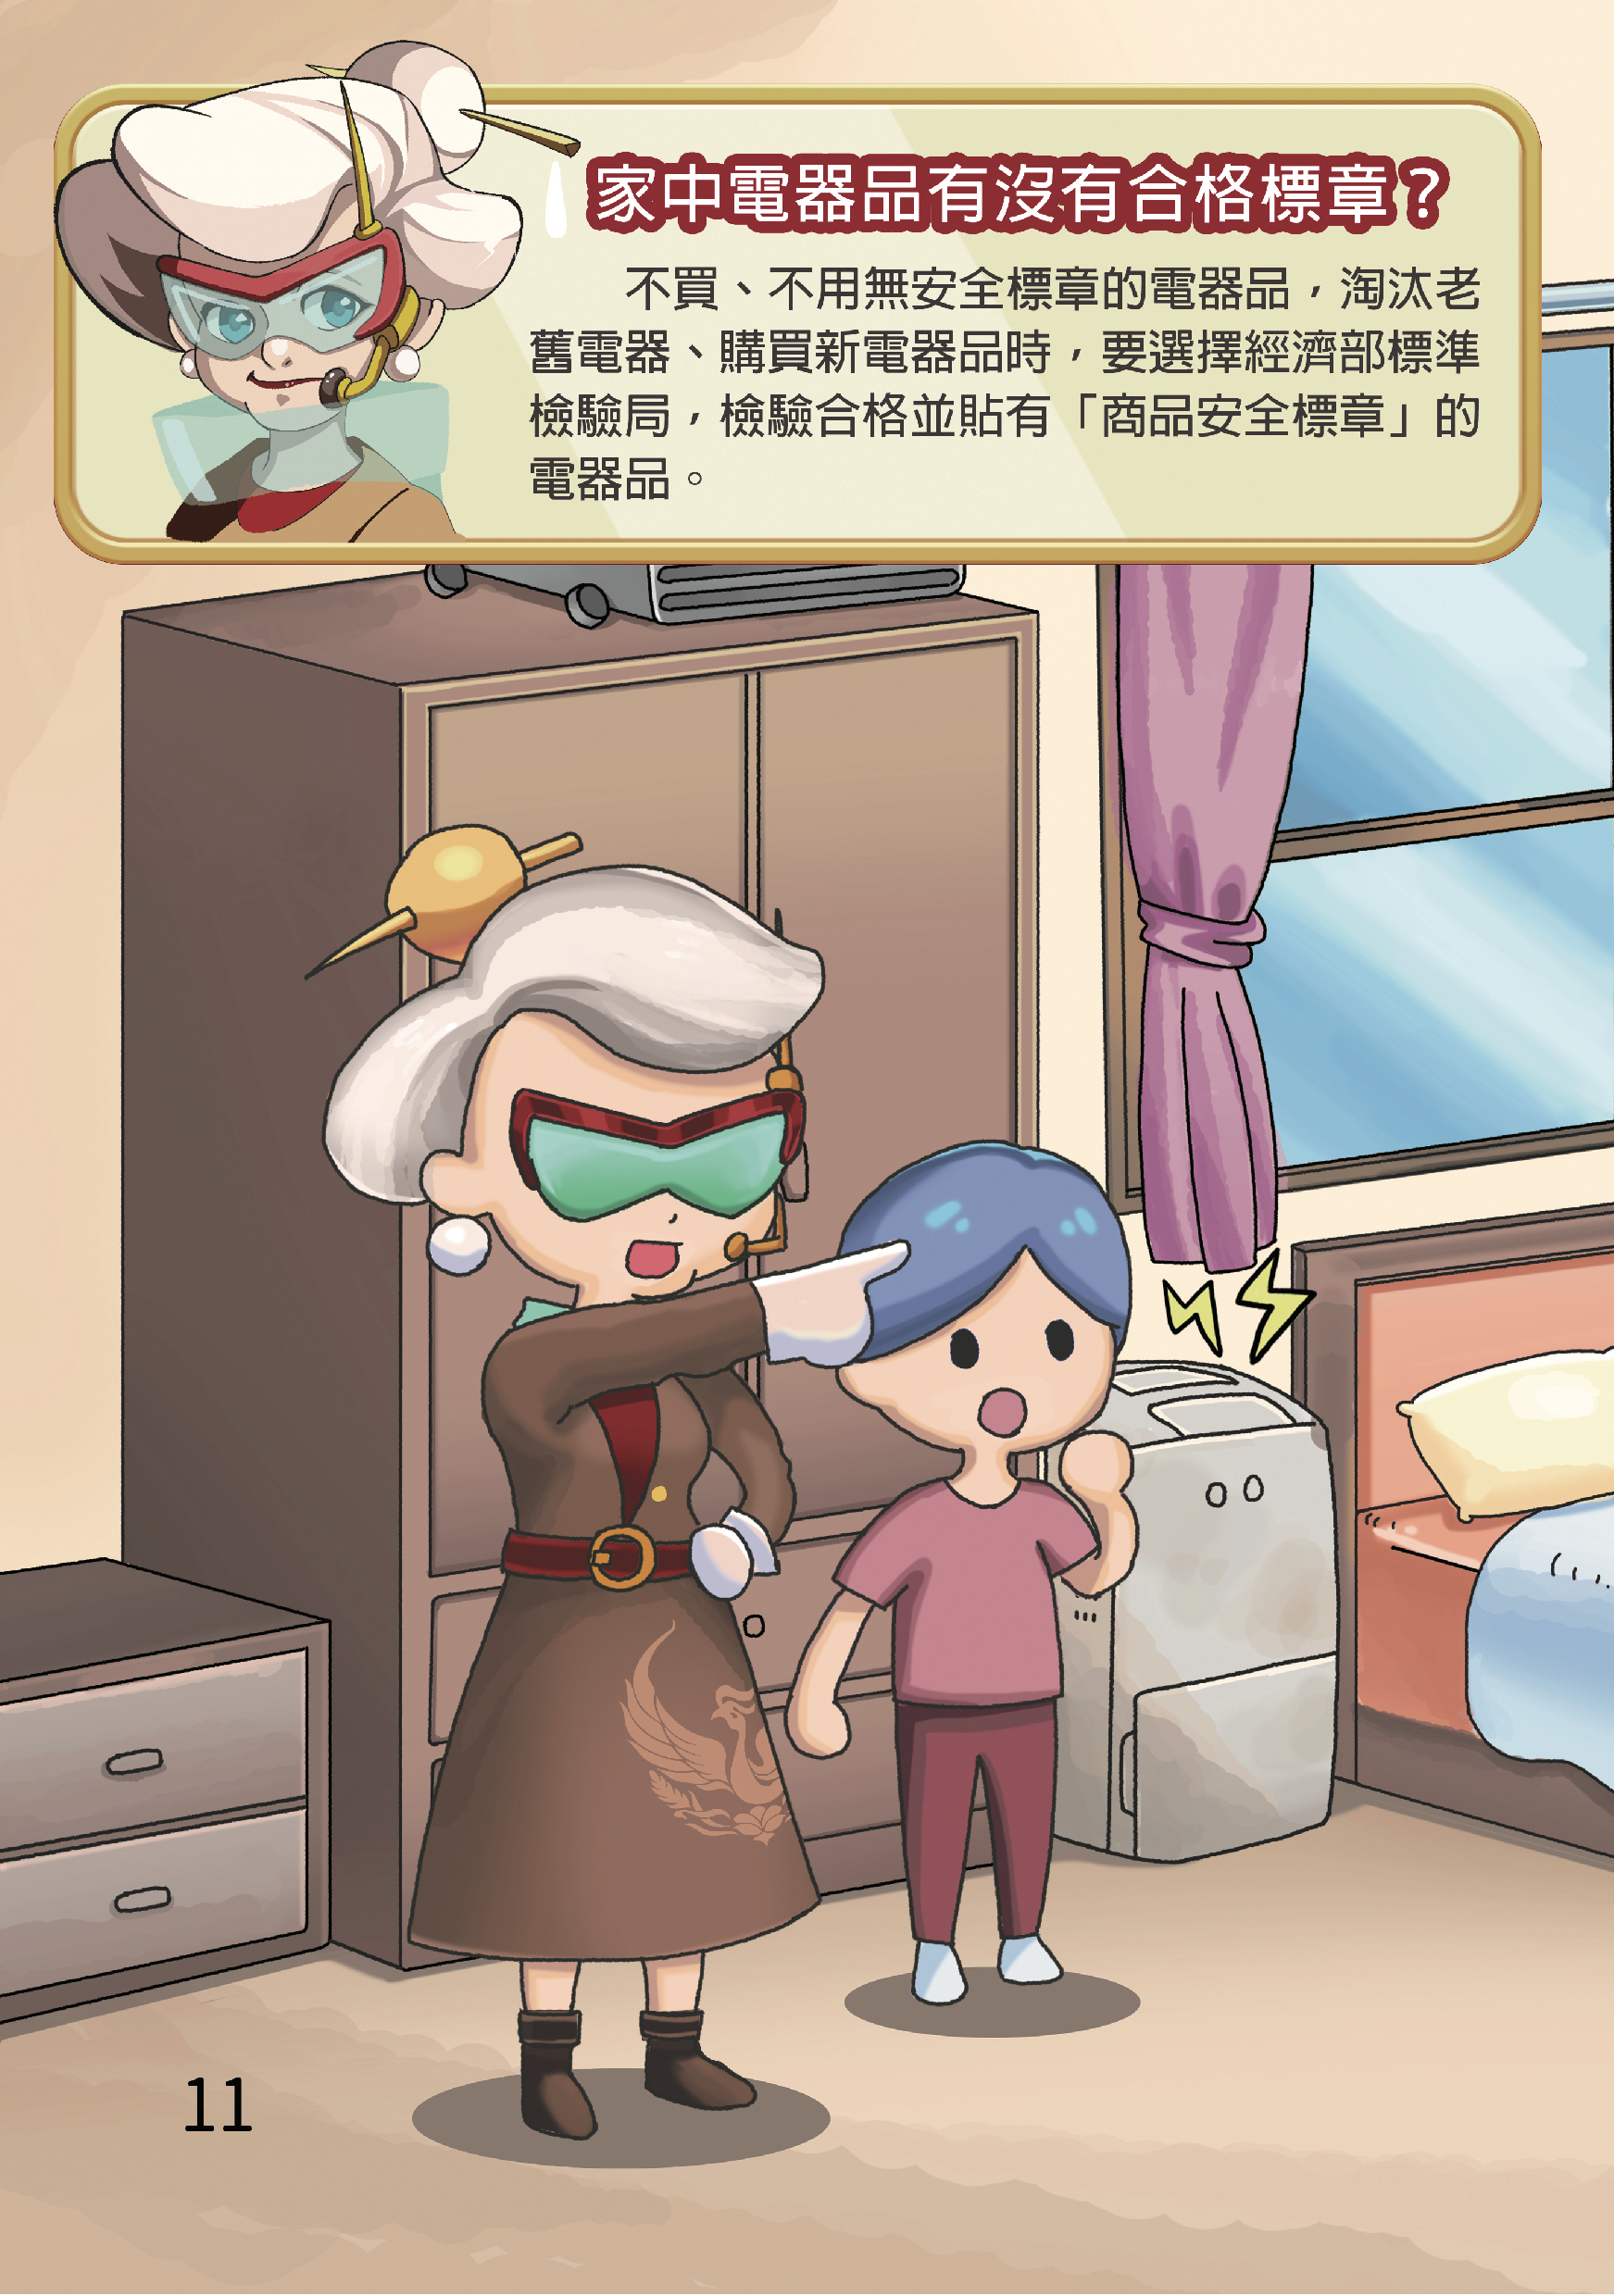 家中電器品有沒有合格標章？
不買、不用無安全標章的電器品，淘汰老
舊電器、購買新電器品時，要選擇經濟部標準
檢驗局，檢驗合格並貼有「商品安全標章」的
電器品。
11